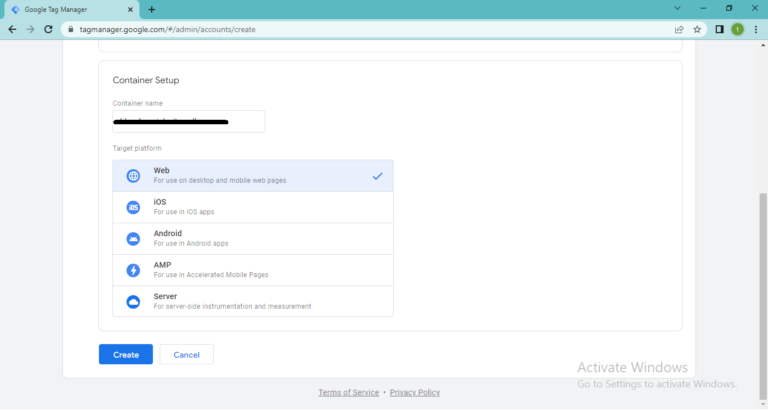 Google Tag Manager
tagmanager.google.com/#/admin/accounts/create
Container Setup
Container name
Target platform
Web
For use on desktop and mobile web pages
iOS
iOS
For use in iOS apps
Android
For use in Android apps
AMP
For use in Accelerated Mobile Pages
Server
For server-side instrumentation and measurement
Create
Cancel
Activate Windows
Go to Settings to activate Windows.
Terms of Service • Privacy Policy